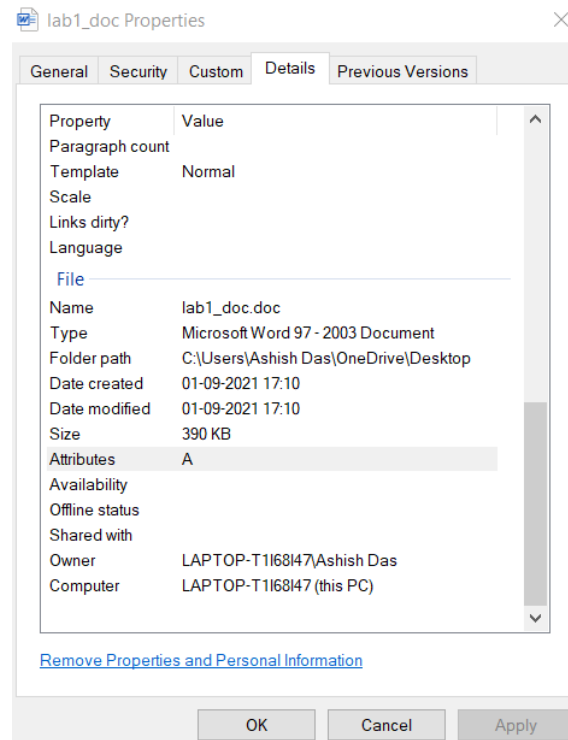 lab1_doc Properties
General Security Custom Details Previous Versions
Property Value
Paragraph count
Template Normal
Scale
Links dirty?
Language
File
Name lab1_doc.doc
Type Microsoft Word 97 - 2003 Document
Folder path C:\Users\Ashish Das\OneDrive\Desktop
Date created 01-09-2021 17:10
Date modified 01-09-2021 17:10
Size 390 KB
Attributes A
Availability
Offline status
Shared with
Owner LAPTOP-T1I68I47\Ashish Das
Computer LAPTOP-T1I68I47 (this PC)
Remove Properties and Personal Information
OK Cancel Apply